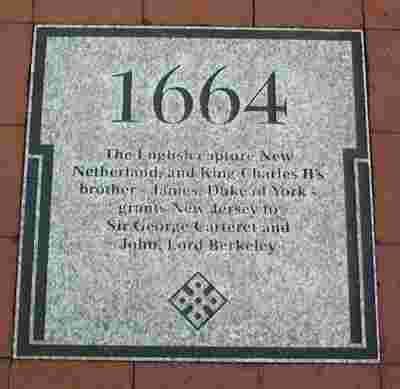 1664
The English capture New
Netherland, and King Charles II's
brother - James, Duke of York -
grants New Jersey to
Sir George Carteret and
John, Lord Berkeley